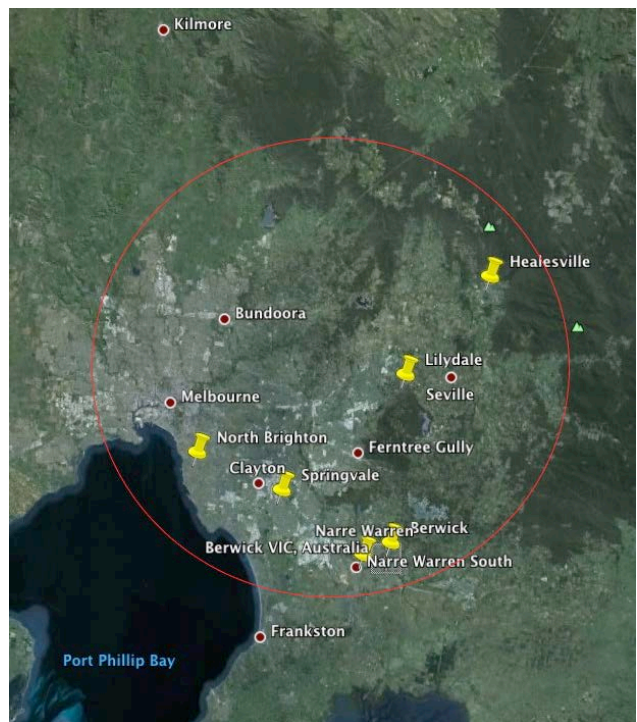 Kilmore
Healesville
Bundoora
Lilydale
Seville
Melbourne
North Brighton
Ferntree Gully
Clayton
Springvale
Narre Warren
Berwick
Berwick VIC, Australia
Narre Warren South
Frankston
Port Phillip Bay